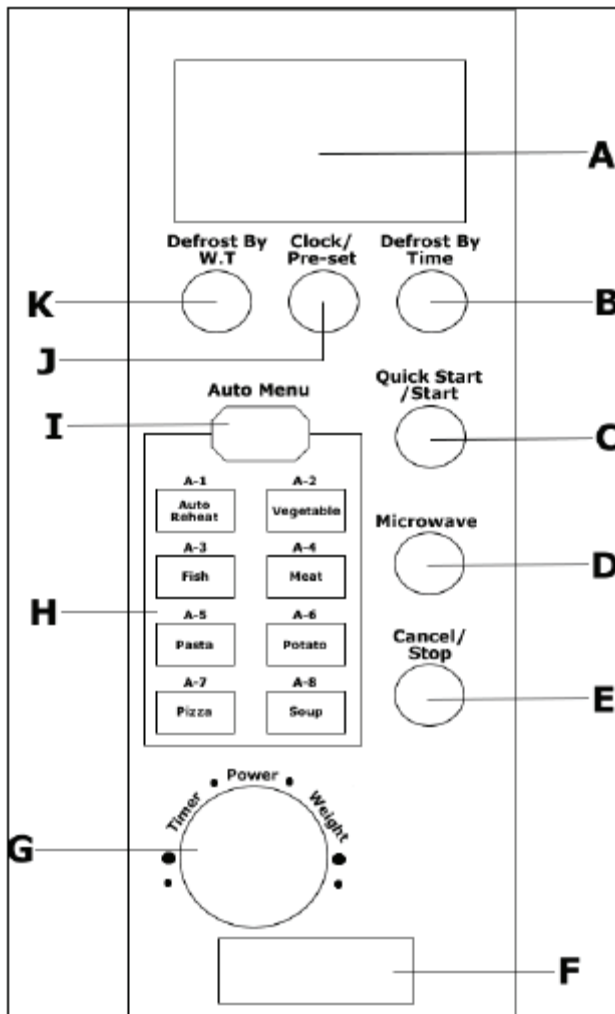 A
Defrost By
W.T
Clock/
Pre-set
Defrost By
Time
K
B
J
Auto Menu
Quick Start
/Start
I
C
A-1
Auto
Reheat
A-2
Vegetable
Microwave
A-3
Fish
A-4
Meat
D
H
A-5
Pasta
A-6
Potato
Cancel/
Stop
A-7
Pizza
A-8
Soup
E
Timer
Power
Weight
G
F